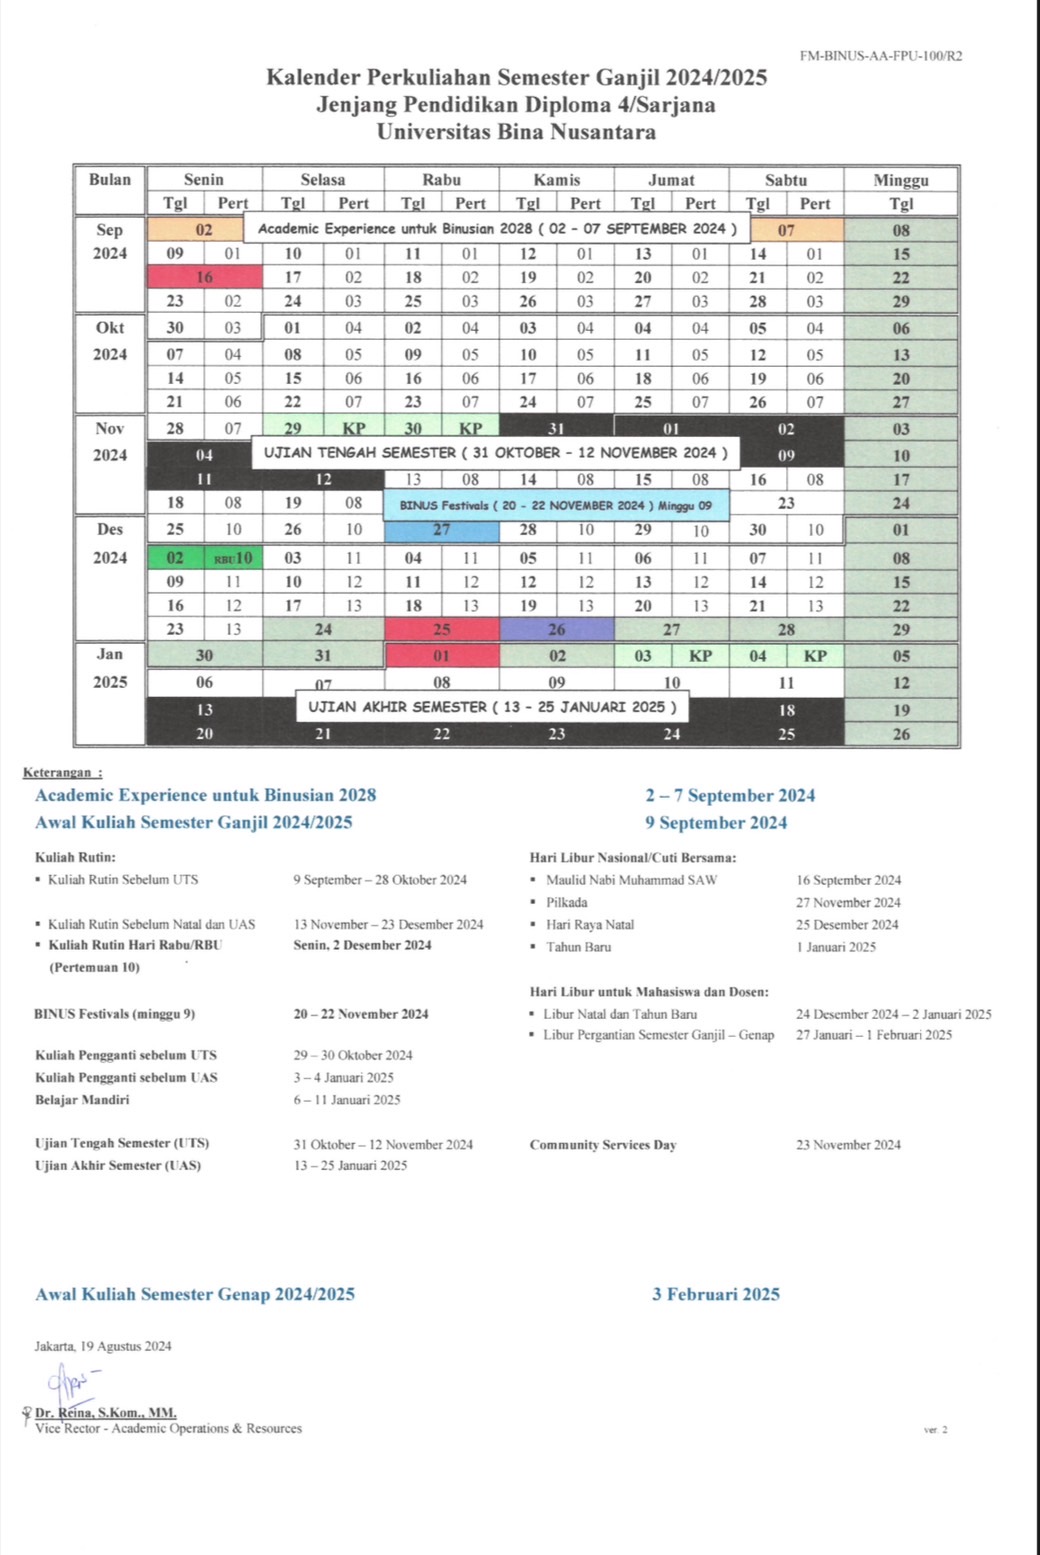 FM-BINUS-AA-FPU-100/R2
Kalender Perkuliahan Semester Ganjil 2024/2025
Jenjang Pendidikan Diploma 4/Sarjana
Universitas Bina Nusantara
Bulan Senin Selasa Rabu Kamis Jumat Sabtu Minggu
Tgl Pert Tgl Pert Tgl Pert Tgl Pert Tgl Pert Tgl Pert Tgl
Sep 02 Academic Experience untuk Binusian 2028 ( 02 - 07 SEPTEMBER 2024 ) 07 08
2024 09 01 10 01 11 01 12 01 13 01 14 01 15
16 17 02 18 02 19 02 20 02 21 02 22
23 02 24 03 25 03 26 03 27 03 28 03 29
Okt 30 03 01 04 02 04 03 04 04 04 05 04 06
2024 07 04 08 05 09 05 10 05 11 05 12 05 13
14 05 15 06 16 06 17 06 18 06 19 06 20
21 06 22 07 23 07 24 07 25 07 26 07 27
Nov 28 07 29 KP 30 KP 31 01 02 03
2024 04 UJIAN TENGAH SEMESTER ( 31 OKTOBER - 12 NOVEMBER 2024 ) 09 10
11 12 13 08 14 08 15 08 16 08 17
18 08 19 08 BINUS Festivals ( 20 - 22 NOVEMBER 2024 ) Minggu 09 23 24
Des 25 10 26 10 27 28 10 29 10 30 10 01
2024 02 RBU10 03 11 04 11 05 11 06 11 07 11 08
09 11 10 12 11 12 12 12 13 12 14 12 15
16 12 17 13 18 13 19 13 20 13 21 13 22
23 13 24 25 26 27 28 29
Jan 30 31 01 02 03 KP 04 KP 05
2025 06 07 08 09 10 11 12
13 UJIAN AKHIR SEMESTER ( 13 - 25 JANUARI 2025 ) 18 19
20 21 22 23 24 25 26
Keterangan :
Academic Experience untuk Binusian 2028 2 – 7 September 2024
Awal Kuliah Semester Ganjil 2024/2025 9 September 2024
Kuliah Rutin: Hari Libur Nasional/Cuti Bersama:
▪ Kuliah Rutin Sebelum UTS 9 September – 28 Oktober 2024 ▪ Maulid Nabi Muhammad SAW 16 September 2024
▪ Pilkada 27 November 2024
▪ Kuliah Rutin Sebelum Natal dan UAS 13 November – 23 Desember 2024 ▪ Hari Raya Natal 25 Desember 2024
▪ Kuliah Rutin Hari Rabu/RBU Senin, 2 Desember 2024 ▪ Tahun Baru 1 Januari 2025
(Pertemuan 10)
Hari Libur untuk Mahasiswa dan Dosen:
BINUS Festivals (minggu 9) 20 – 22 November 2024 ▪ Libur Natal dan Tahun Baru 24 Desember 2024 – 2 Januari 2025
▪ Libur Pergantian Semester Ganjil – Genap 27 Januari – 1 Februari 2025
Kuliah Pengganti sebelum UTS 29 – 30 Oktober 2024
Kuliah Pengganti sebelum UAS 3 – 4 Januari 2025
Belajar Mandiri 6 – 11 Januari 2025
Ujian Tengah Semester (UTS) 31 Oktober – 12 November 2024 Community Services Day 23 November 2024
Ujian Akhir Semester (UAS) 13 – 25 Januari 2025
Awal Kuliah Semester Genap 2024/2025 3 Februari 2025
Jakarta, 19 Agustus 2024
Dr. Reina, S.Kom., MM.
Vice Rector - Academic Operations & Resources
ver. 2